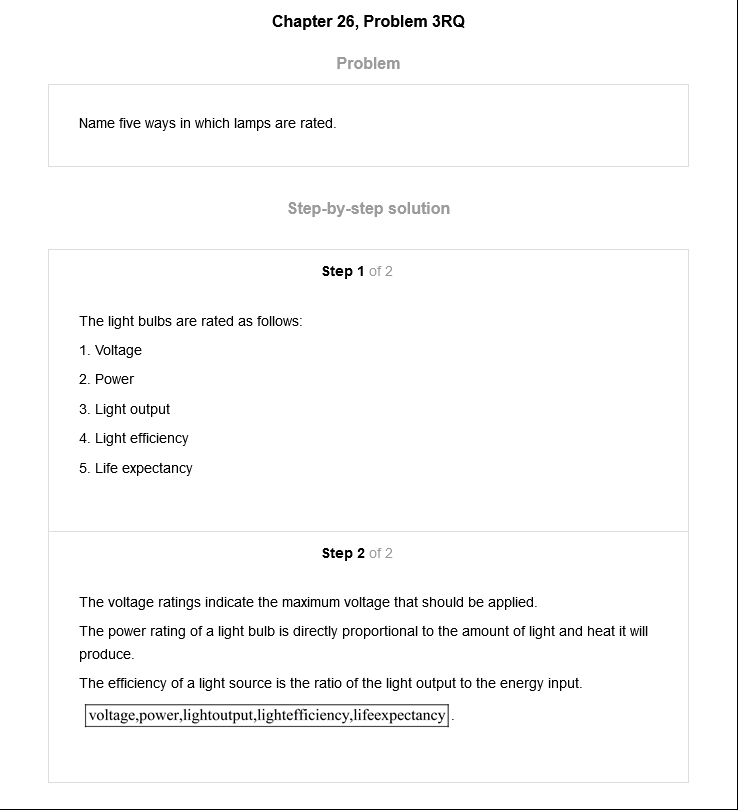 Chapter 26, Problem 3RQ
Problem
Name five ways in which lamps are rated.
Step-by-step solution
Step 1 of 2
The light bulbs are rated as follows:
1. Voltage
2. Power
3. Light output
4. Light efficiency
5. Life expectancy
Step 2 of 2
The voltage ratings indicate the maximum voltage that should be applied.
The power rating of a light bulb is directly proportional to the amount of light and heat it will
produce.
The efficiency of a light source is the ratio of the light output to the energy input.
voltage,power,lightoutput,lightefficiency,lifeexpectancy.